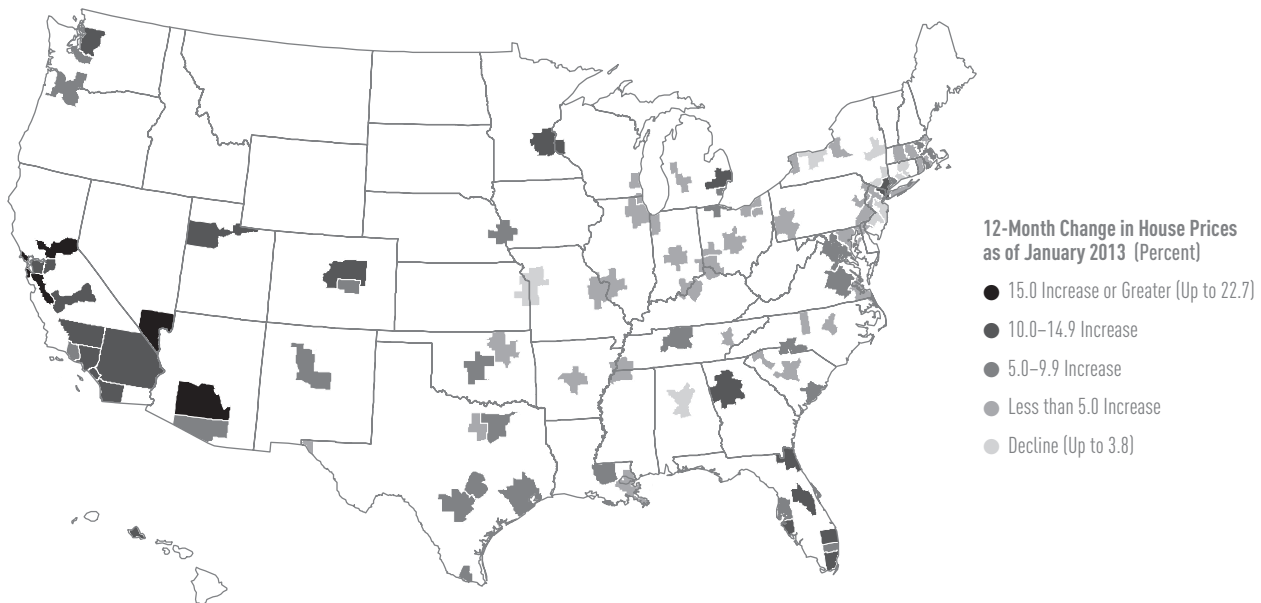 12-Month Change in House Prices
as of January 2013 (Percent)
15.0 Increase or Greater (Up to 22.7)
10.0–14.9 Increase
5.0–9.9 Increase
Less than 5.0 Increase
Decline (Up to 3.8)